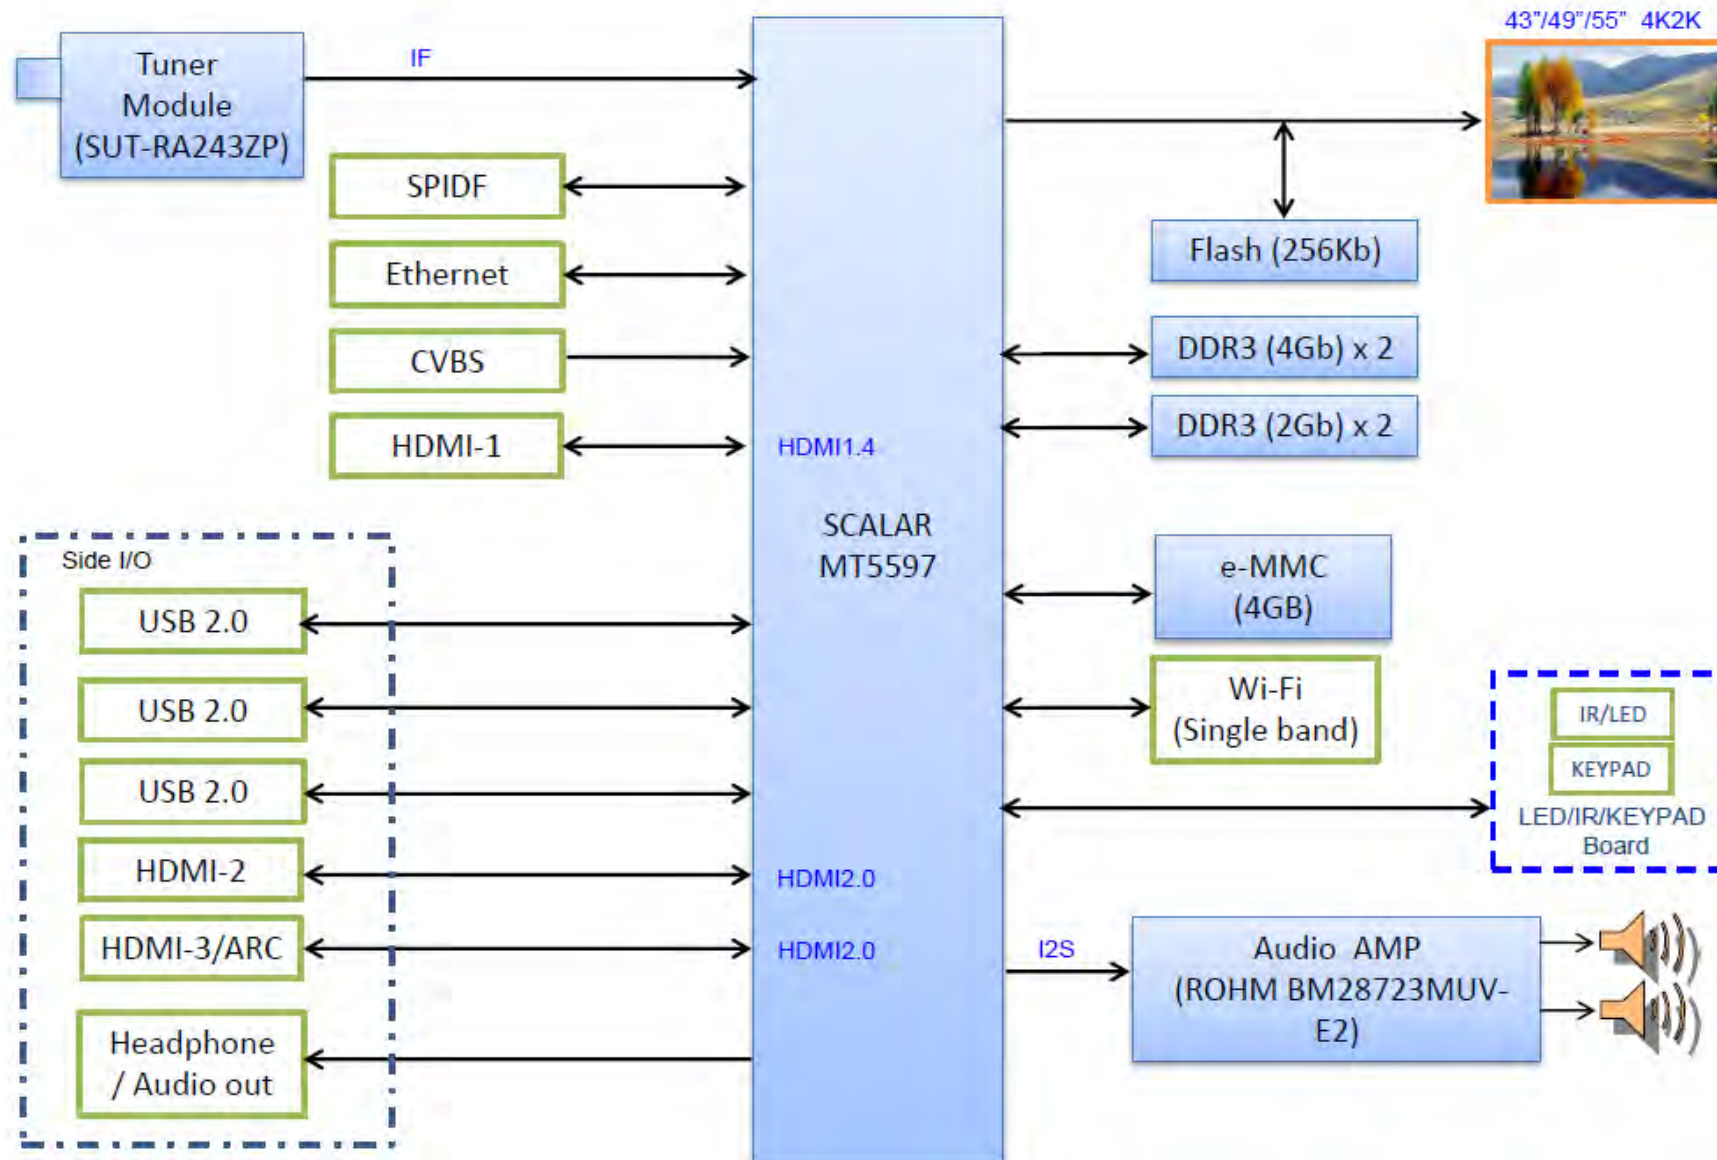 43"/49"/55" 4K2K
Tuner
Module
(SUT-RA243ZP)
IF
SPIDF
Ethernet
CVBS
HDMI-1
HDMI1.4
SCALAR
MT5597
Flash (256Kb)
DDR3 (4Gb) x 2
DDR3 (2Gb) x 2
e-MMC
(4GB)
Wi-Fi
(Single band)
IR/LED
KEYPAD
LED/IR/KEYPAD
Board
Side I/O
USB 2.0
USB 2.0
USB 2.0
HDMI-2
HDMI2.0
HDMI-3/ARC
HDMI2.0
Headphone
/ Audio out
I2S
Audio AMP
(ROHM BM28723MUV-
E2)